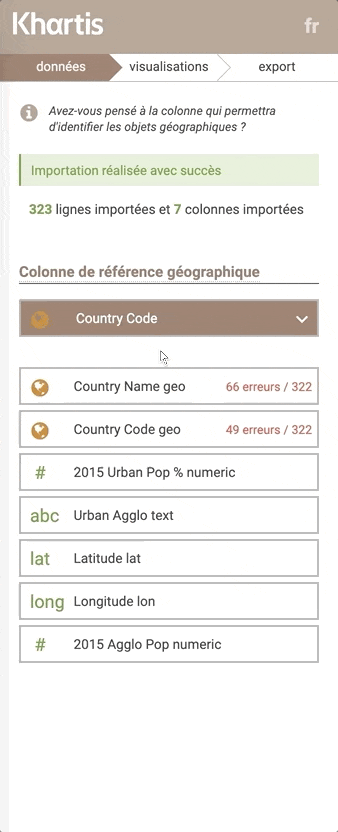 Khartis
fr
données
visualisations
export
Avez-vous pensé à la colonne qui permettra
d'identifier les objets géographiques ?
Importation réalisée avec succès
323 lignes importées et 7 colonnes importées
Colonne de référence géographique
Country Code
Country Name geo 66 erreurs / 322
Country Code geo 49 erreurs / 322
# 2015 Urban Pop % numeric
abc Urban Agglo text
lat Latitude lat
long Longitude lon
# 2015 Agglo Pop numeric